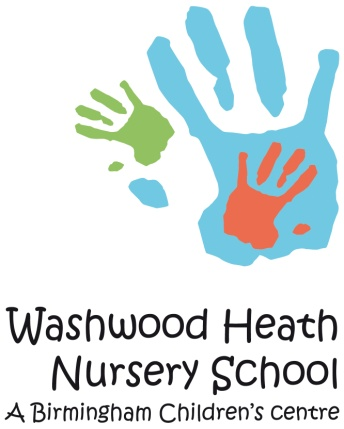 Washwood Heath
Nursery School
A Birmingham Children's centre